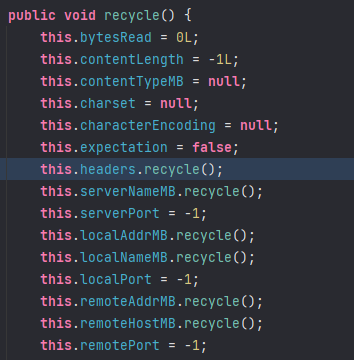 public void recycle() {
    this.bytesRead = 0L;
    this.contentLength = -1L;
    this.contentTypeMB = null;
    this.charset = null;
    this.characterEncoding = null;
    this.expectation = false;
    this.headers.recycle();
    this.serverNameMB.recycle();
    this.serverPort = -1;
    this.localAddrMB.recycle();
    this.localNameMB.recycle();
    this.localPort = -1;
    this.remoteAddrMB.recycle();
    this.remoteHostMB.recycle();
    this.remotePort = -1;